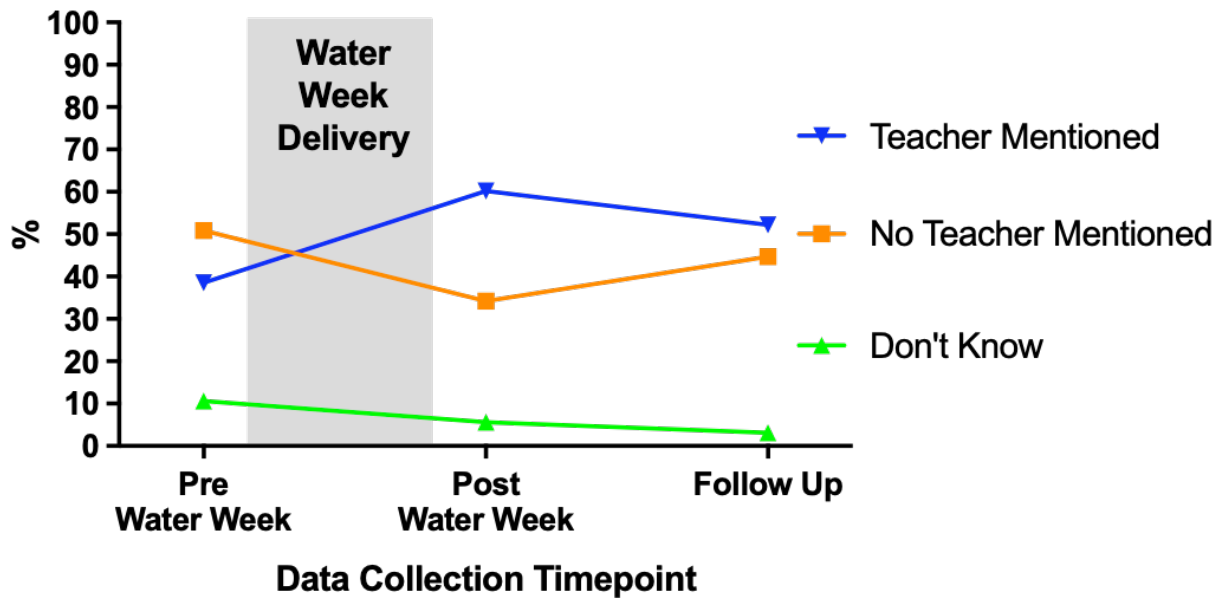 100
90
80
70
60
50
40
30
20
10
0
%
Water
Week
Delivery
Teacher Mentioned
No Teacher Mentioned
Don't Know
Pre
Water Week
Post
Water Week
Follow Up
Data Collection Timepoint